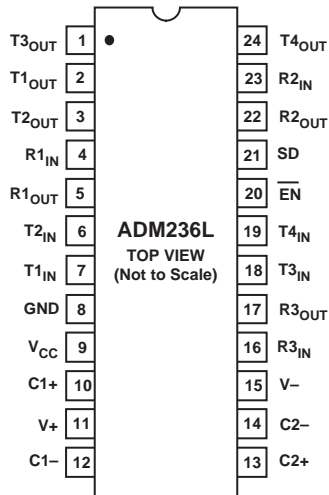 T3OUT 1 24 T4OUT
T1OUT 2 23 R2IN
T2OUT 3 22 R2OUT
R1IN 4 21 SD
R1OUT 5 20 E̅N̅
T2IN 6 ADM236L 19 T4IN
TOP VIEW
T1IN 7 (Not to Scale) 18 T3IN
GND 8 17 R3OUT
VCC 9 16 R3IN
C1+ 10 15 V–
V+ 11 14 C2–
C1– 12 13 C2+